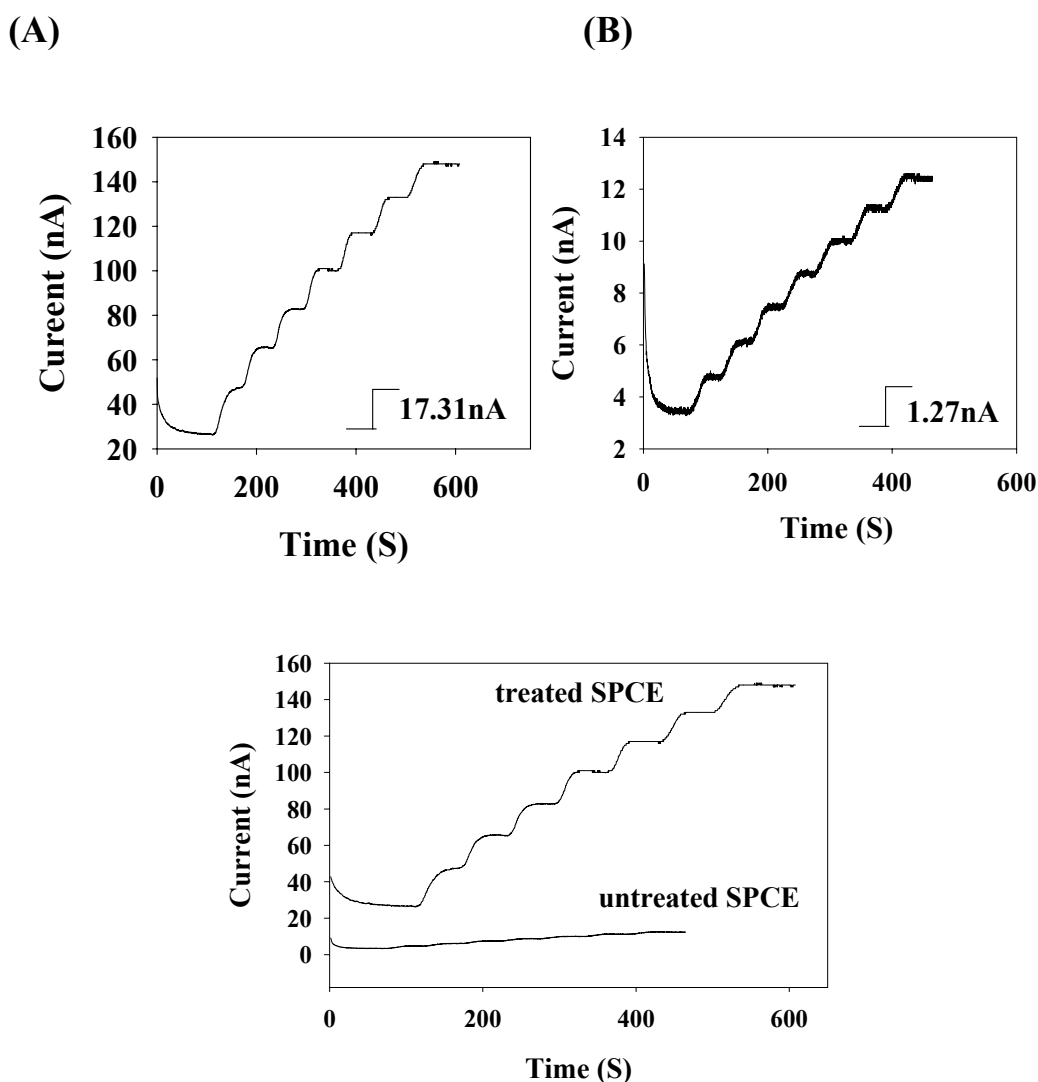 (A)
160
140
120
100
80
60
40
20
Cureent (nA)
17.31nA
0 200 400 600
Time (S)
(B)
14
12
10
8
6
4
2
Current (nA)
1.27nA
0 200 400 600
Time (S)
160
140
120
100
80
60
40
20
0
Current (nA)
treated SPCE
untreated SPCE
0 200 400 600
Time (S)